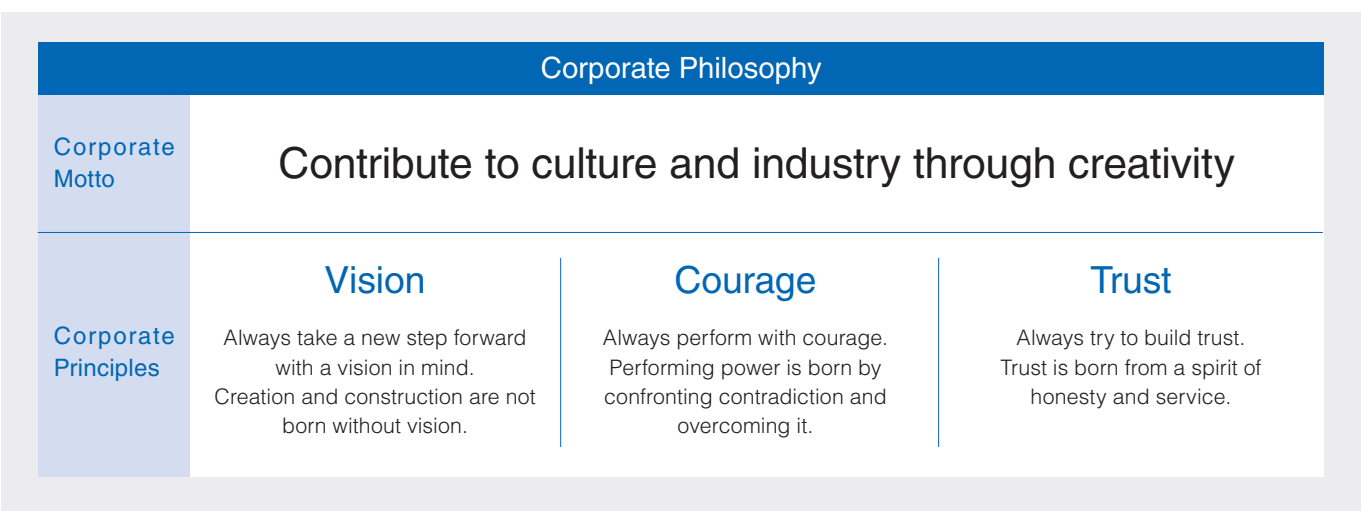 Corporate Philosophy
Corporate
Motto
Contribute to culture and industry through creativity
Corporate
Principles
Vision
Always take a new step forward
with a vision in mind.
Creation and construction are not
born without vision.
Courage
Always perform with courage.
Performing power is born by
confronting contradiction and
overcoming it.
Trust
Always try to build trust.
Trust is born from a spirit of
honesty and service.